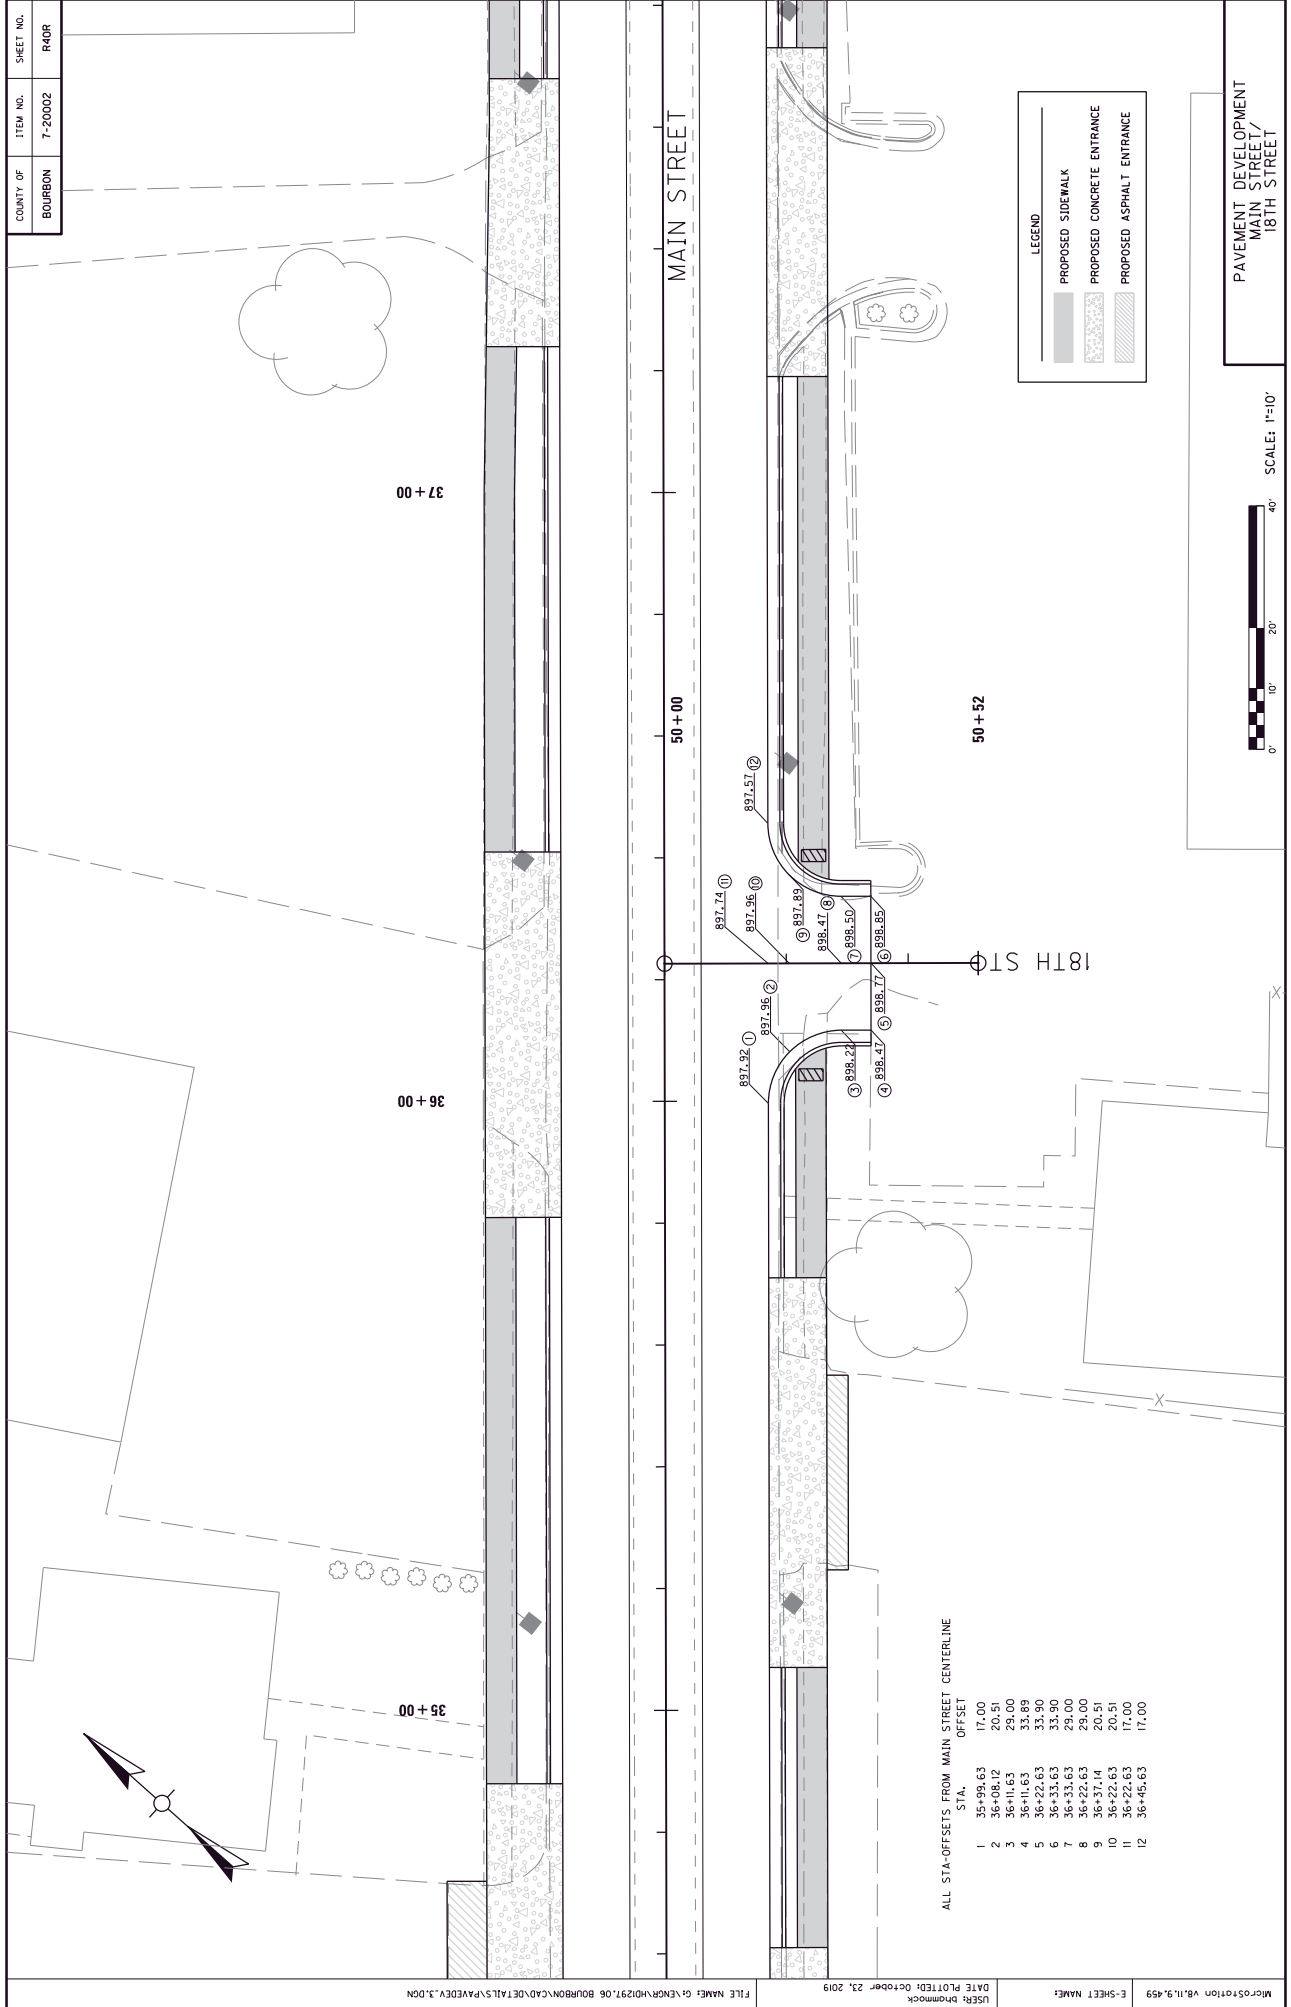 COUNTY OF ITEM NO. SHEET NO.
BOURBON 7-20002 R40R
MAIN STREET
37+00
36+00
35+00
50+00
50+52
18TH ST
897.57 12
897.74 11
897.96 10
897.89 9
898.47 8
898.50 7
898.85 6
897.92 1
897.96 2
898.22 3
898.47 4
898.77 5
LEGEND
PROPOSED SIDEWALK
PROPOSED CONCRETE ENTRANCE
PROPOSED ASPHALT ENTRANCE
X
X
ALL STA-OFFSETS FROM MAIN STREET CENTERLINE
STA. OFFSET
1 35+99.63 17.00
2 36+08.12 20.51
3 36+11.63 29.00
4 36+11.63 33.89
5 36+22.63 33.90
6 36+33.63 33.90
7 36+33.63 29.00
8 36+22.63 29.00
9 36+37.14 20.51
10 36+22.63 20.51
11 36+22.63 17.00
12 36+45.63 17.00
0' 10' 20' 40'
SCALE: 1"=10'
PAVEMENT DEVELOPMENT
MAIN STREET/
18TH STREET
MicroStation v8.11.9.459
E-SHEET NAME:
USER: bhammock
DATE PLOTTED: October 23, 2019
FILE NAME: G:\ENGR\HD1297.06 BOURBON\CAD\DETAILS\PAVEDEV_3.DGN